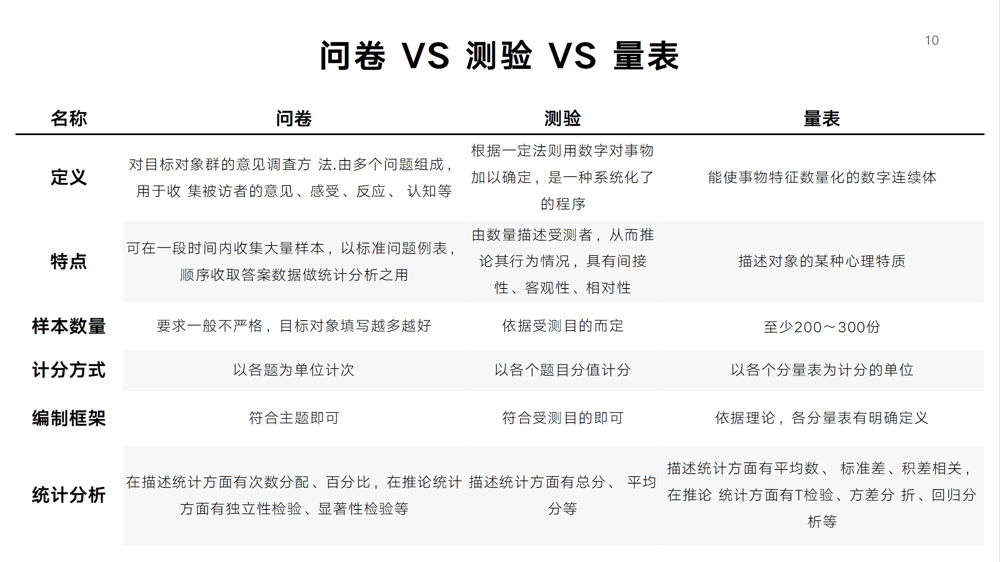 10
问卷 VS 测验 VS 量表
名称 问卷 测验 量表
定义
对目标对象群的意见调查方 法.由多个问题组成，
用于收 集被访者的意见、感受、反应、 认知等
根据一定法则用数字对事物
加以确定，是一种系统化了
的程序
能使事物特征数量化的数字连续体
特点
可在一段时间内收集大量样本，以标准问题例表，
顺序收取答案数据做统计分析之用
由数量描述受测者，从而推
论其行为情况，具有间接
性、客观性、相对性
描述对象的某种心理特质
样本数量
要求一般不严格，目标对象填写越多越好
依据受测目的而定
至少200～300份
计分方式
以各题为单位计次
以各个题目分值计分
以各个分量表为计分的单位
编制框架
符合主题即可
符合受测目的即可
依据理论，各分量表有明确定义
统计分析
在描述统计方面有次数分配、百分比，在推论统计
方面有独立性检验、显著性检验等
描述统计方面有总分、 平均
分等
描述统计方面有平均数、 标准差、积差相关，
在推论 统计方面有T检验、方差分 折、回归分
析等